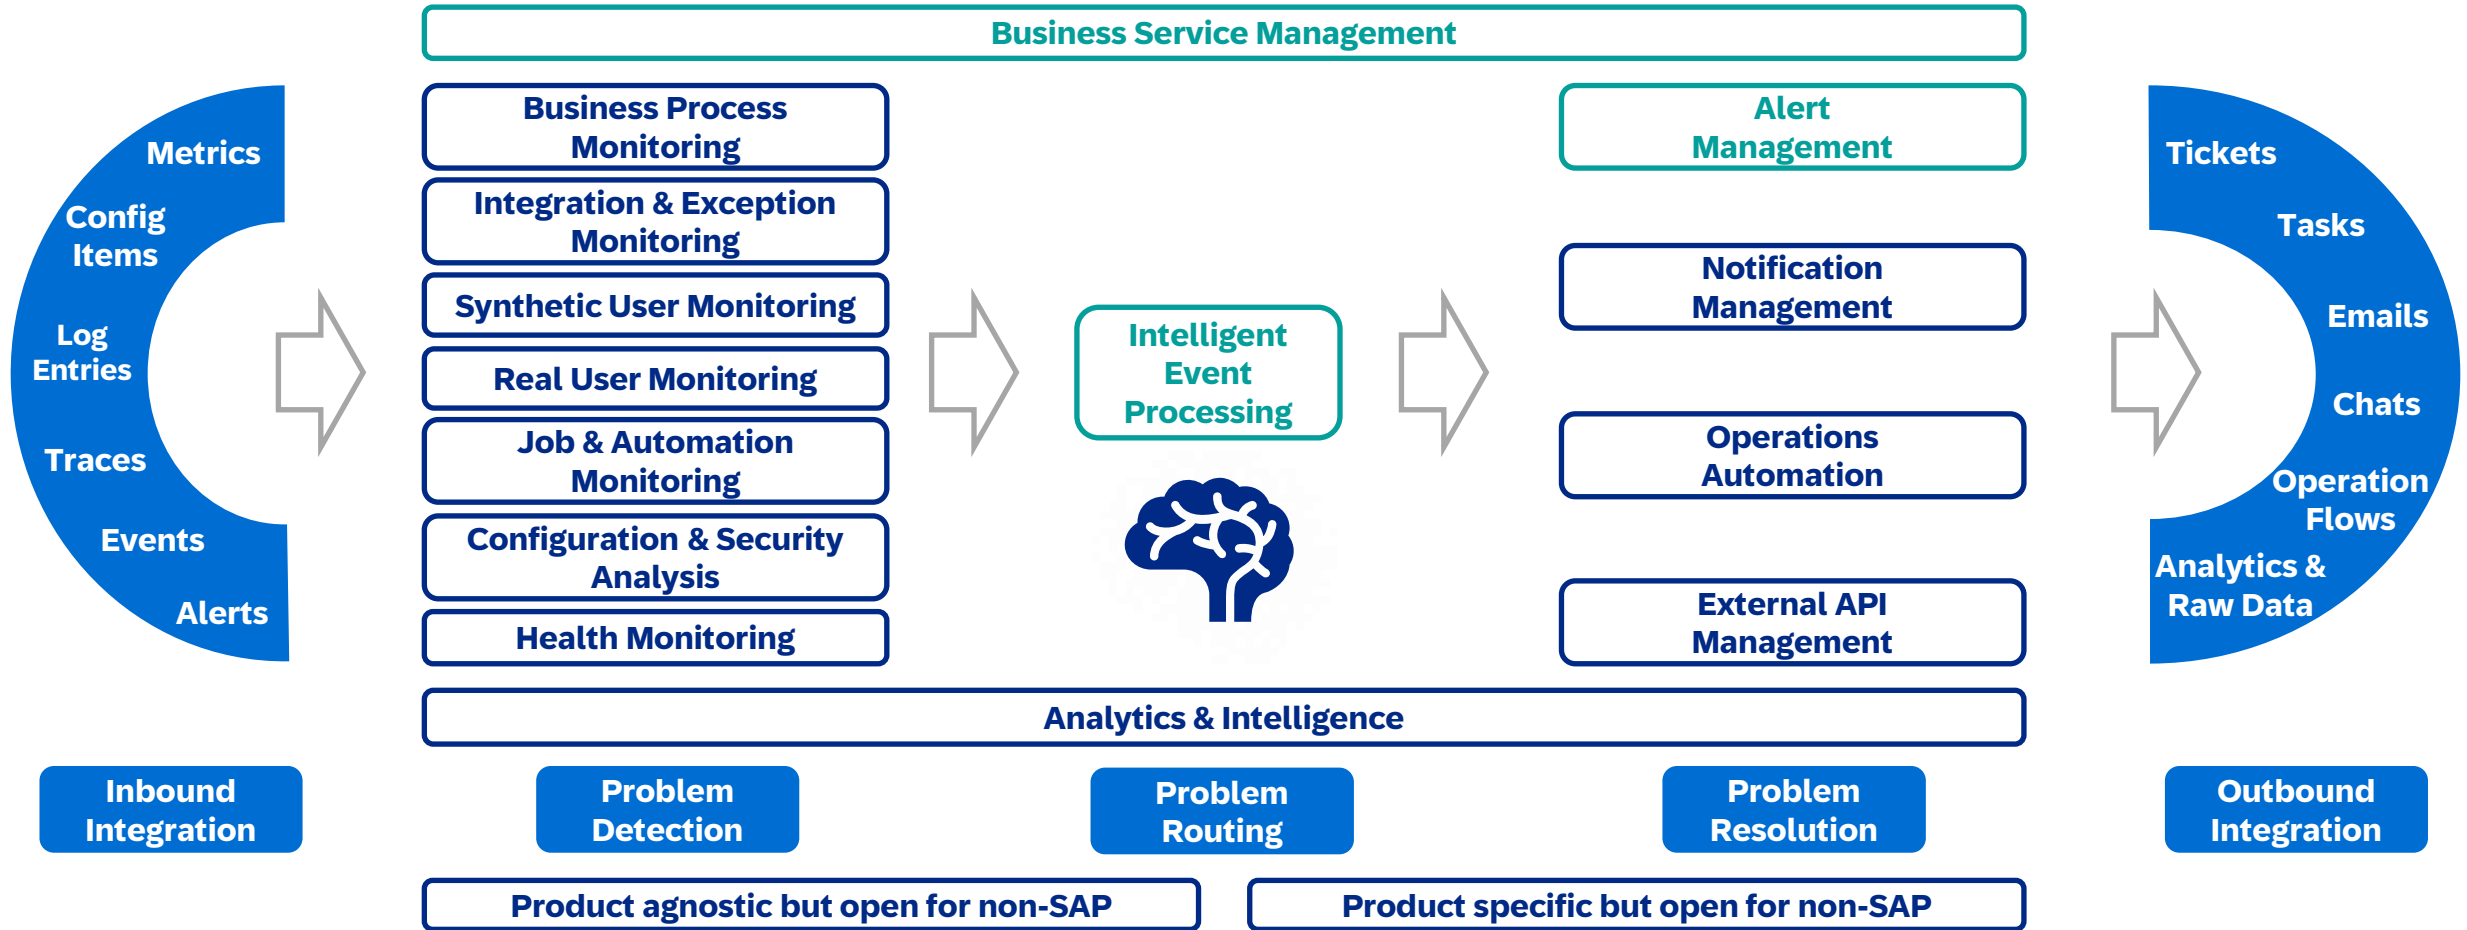 Business Service Management
Metrics
Config
Items
Log
Entries
Traces
Events
Alerts
Business Process
Monitoring
Integration & Exception
Monitoring
Synthetic User Monitoring
Real User Monitoring
Job & Automation
Monitoring
Configuration & Security
Analysis
Health Monitoring
Intelligent
Event
Processing
Alert
Management
Notification
Management
Operations
Automation
External API
Management
Tickets
Tasks
Emails
Chats
Operation
Flows
Analytics &
Raw Data
Analytics & Intelligence
Inbound
Integration
Problem
Detection
Problem
Routing
Problem
Resolution
Outbound
Integration
Product agnostic but open for non-SAP
Product specific but open for non-SAP